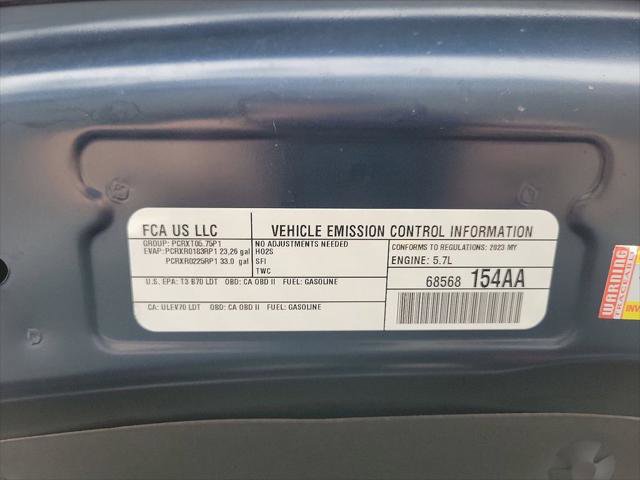 FCA US LLC
VEHICLE EMISSION CONTROL INFORMATION
GROUP: PCRXT05.75P1
EVAP: PCRXR0183RP1 23,26 gal
PCRXR0225RP1 33.0 gal
NO ADJUSTMENTS NEEDED
HO2S
SFI
TWC
CONFORMS TO REGULATIONS: 2023 MY
ENGINE: 5.7L
U.S. EPA: T3 B70 LDT OBD: CA OBD II FUEL: GASOLINE
68568 154AA
CA: ULEV70 LDT OBD: CA OBD II FUEL: GASOLINE
WARNING
TRACEABLE
INV